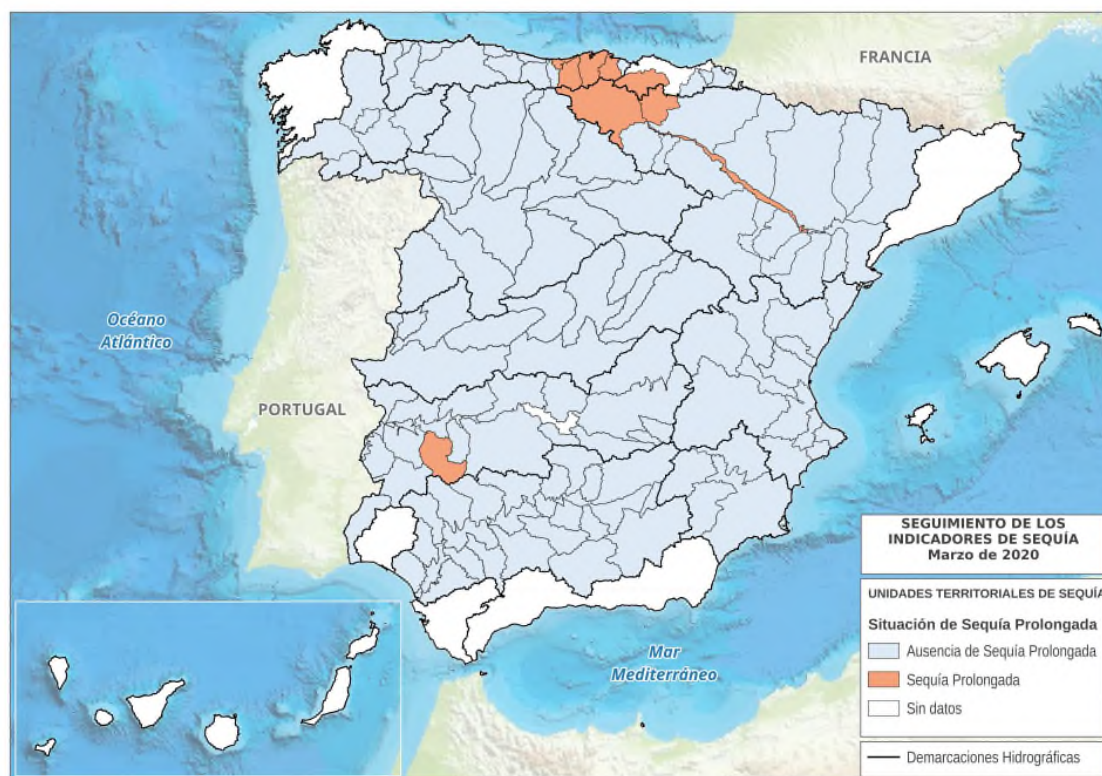 FRANCIA
Océano
Atlántico
PORTUGAL
Mar
Mediterráneo
SEGUIMIENTO DE LOS
INDICADORES DE SEQUÍA
Marzo de 2020
UNIDADES TERRITORIALES DE SEQUÍA
Situación de Sequía Prolongada
Ausencia de Sequía Prolongada
Sequía Prolongada
Sin datos
Demarcaciones Hidrográficas